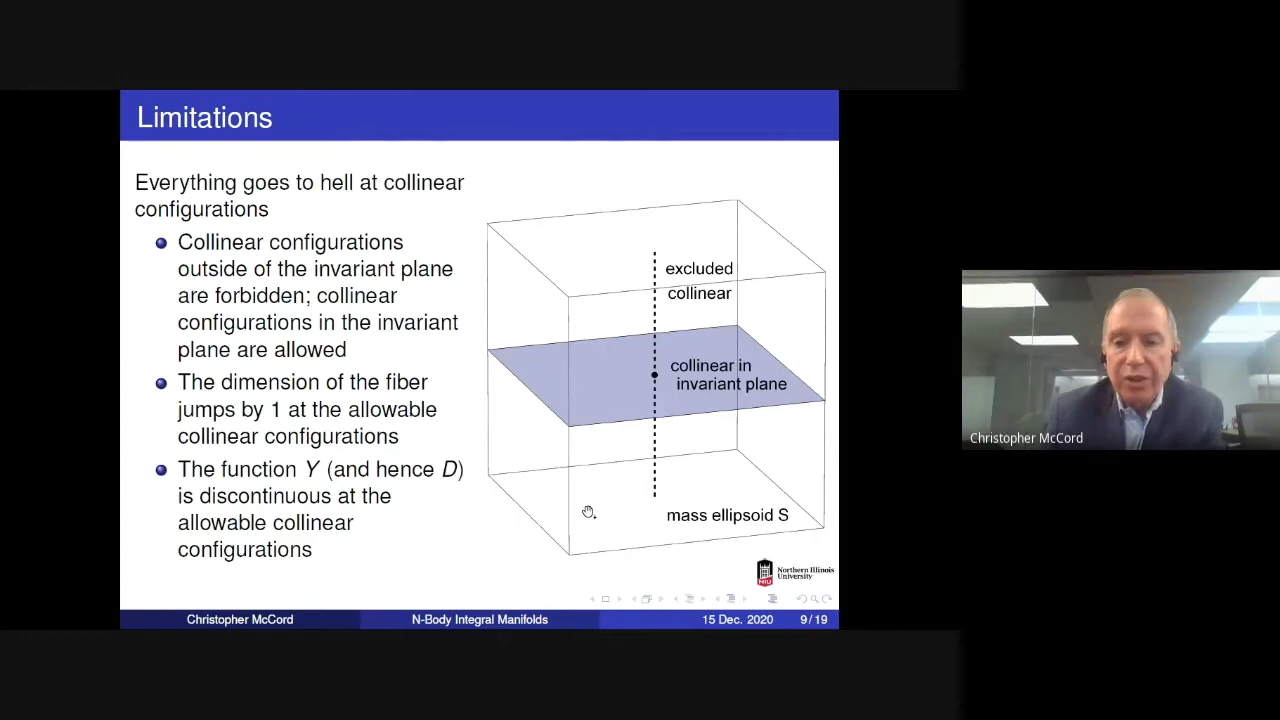 Limitations
Everything goes to hell at collinear
configurations
Collinear configurations
outside of the invariant plane
are forbidden; collinear
configurations in the invariant
plane are allowed
The dimension of the fiber
jumps by 1 at the allowable
collinear configurations
The function Y (and hence D)
is discontinuous at the
allowable collinear
configurations
excluded
collinear
collinear in
invariant plane
mass ellipsoid S
NIU
Northern Illinois
University
Christopher McCord
N-Body Integral Manifolds
15 Dec. 2020
9 / 19
Christopher McCord